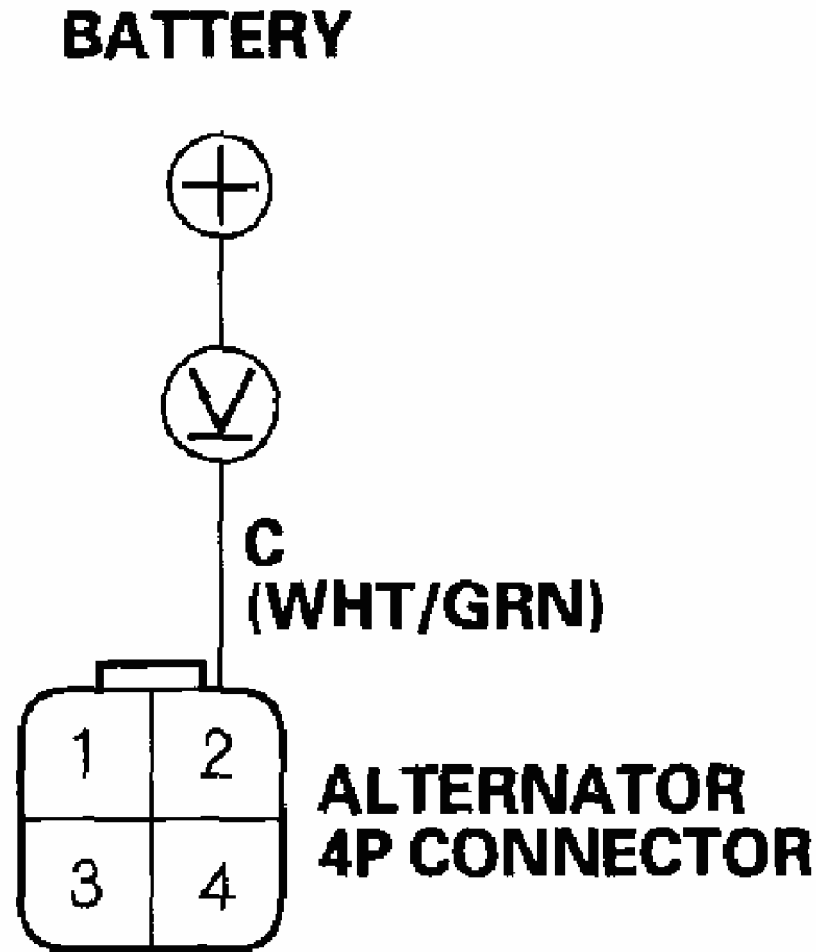 BATTERY
+
V
C
(WHT/GRN)
1 2
3 4
ALTERNATOR
4P CONNECTOR